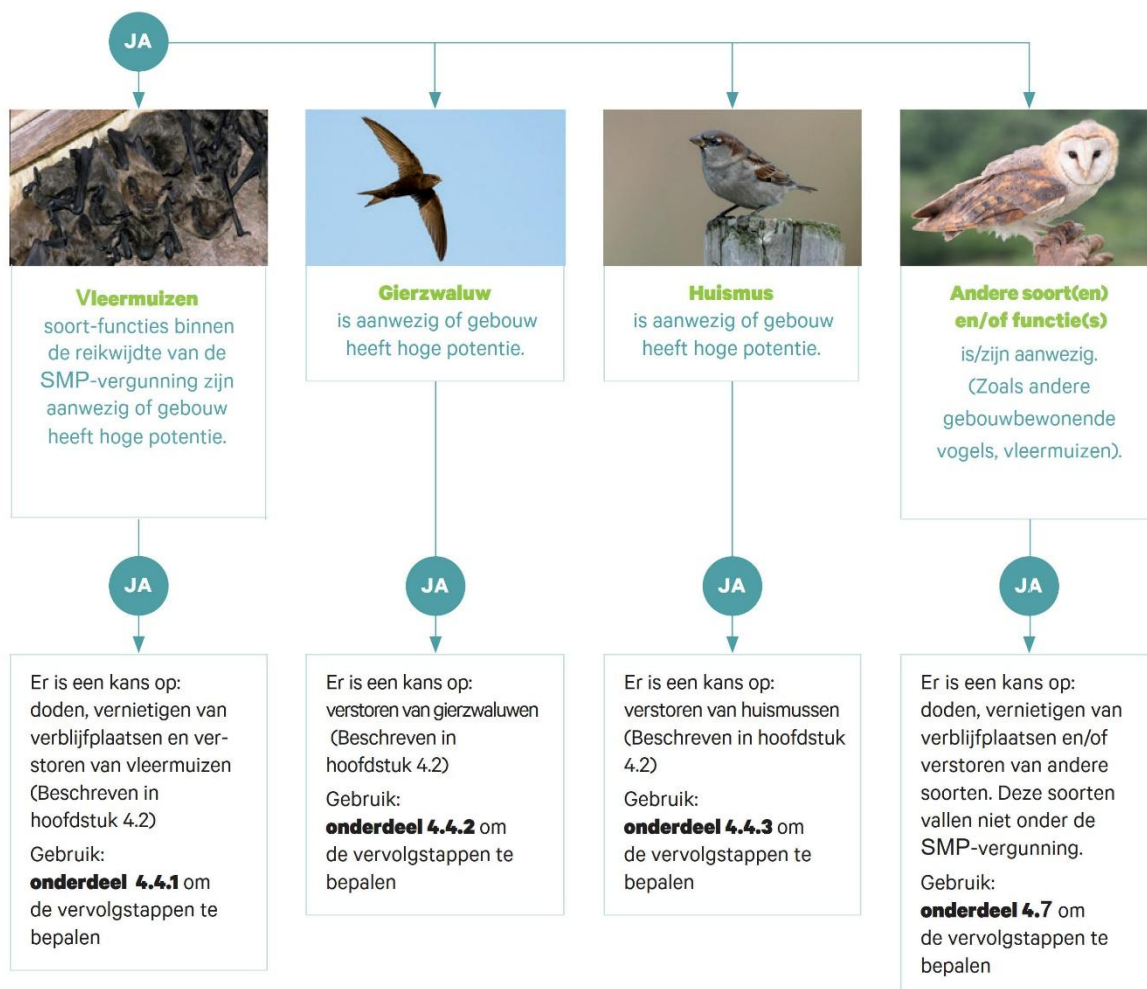 JA
Vleermuizen
soort-functies binnen
de reikwijdte van de
SMP-vergunning zijn
aanwezig of gebouw
heeft hoge potentie.
Gierzwaluw
is aanwezig of gebouw
heeft hoge potentie.
Huismus
is aanwezig of gebouw
heeft hoge potentie.
Andere soort(en)
en/of functie(s)
is/zijn aanwezig.
(Zoals andere
gebouwbewonende
vogels, vleermuizen).
JA
JA
JA
JA
Er is een kans op:
doden, vernietigen van
verblijfplaatsen en ver-
storen van vleermuizen
(Beschreven in
hoofdstuk 4.2)
Gebruik:
onderdeel 4.4.1 om
de vervolgstappen te
bepalen
Er is een kans op:
verstoren van gierzwaluwen
(Beschreven in
hoofdstuk 4.2)
Gebruik:
onderdeel 4.4.2 om
de vervolgstappen te
bepalen
Er is een kans op:
verstoren van huismussen
(Beschreven in hoofdstuk
4.2)
Gebruik:
onderdeel 4.4.3 om
de vervolgstappen te
bepalen
Er is een kans op:
doden, vernietigen van
verblijfplaatsen en/of
verstoren van andere
soorten. Deze soorten
vallen niet onder de
SMP-vergunning.
Gebruik:
onderdeel 4.7 om
de vervolgstappen te
bepalen